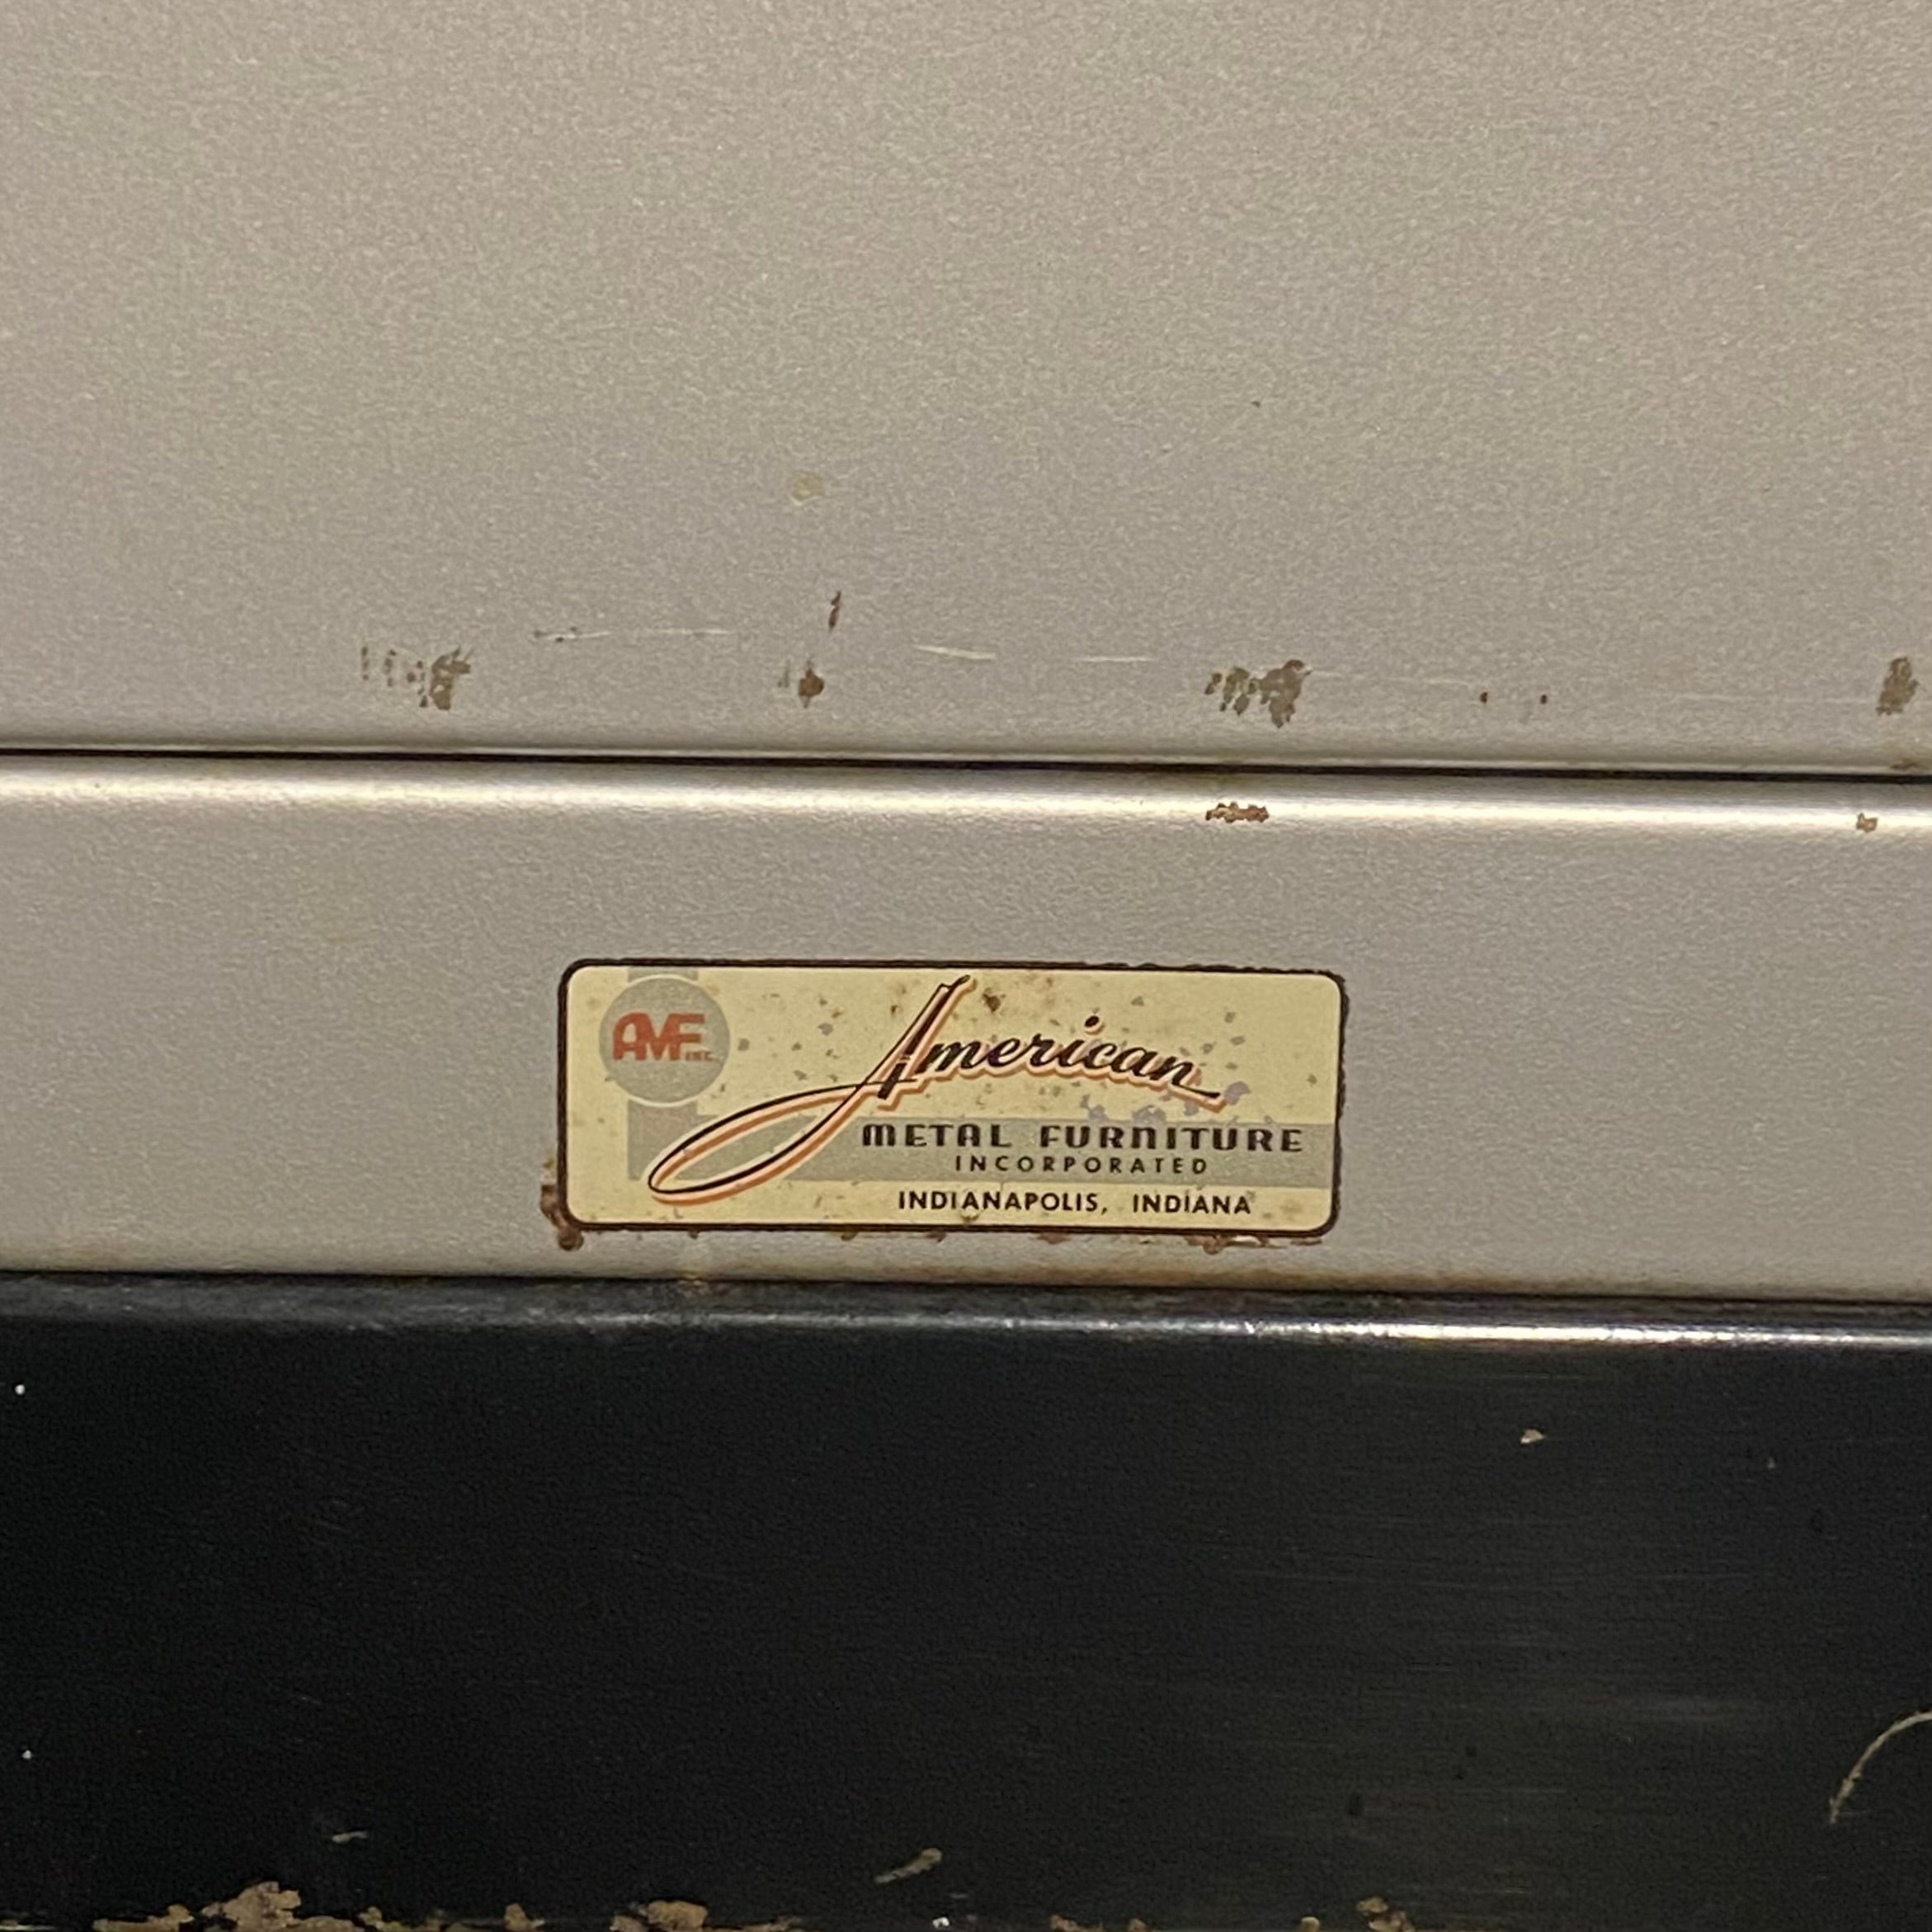 AMF INC.
American
METAL FURNITURE
INCORPORATED
INDIANAPOLIS, INDIANA